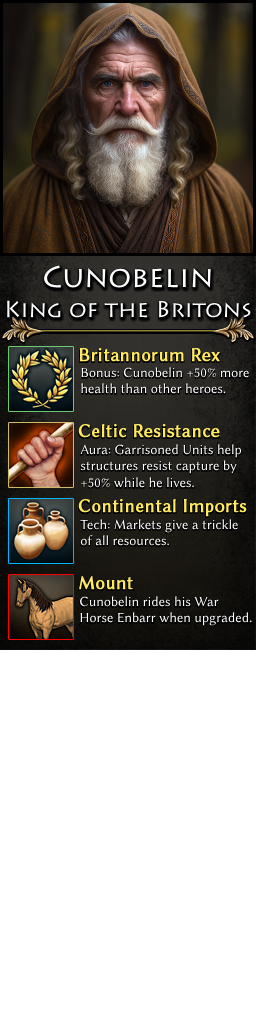 Cunobelin
King of the Britons
Britannorum Rex
Bonus: Cunobelin +50% more
health than other heroes.
Celtic Resistance
Aura: Garrisoned Units help
structures resist capture by
+50% while he lives.
Continental Imports
Tech: Markets give a trickle
of all resources.
Mount
Cunobelin rides his War
Horse Enbarr when upgraded.